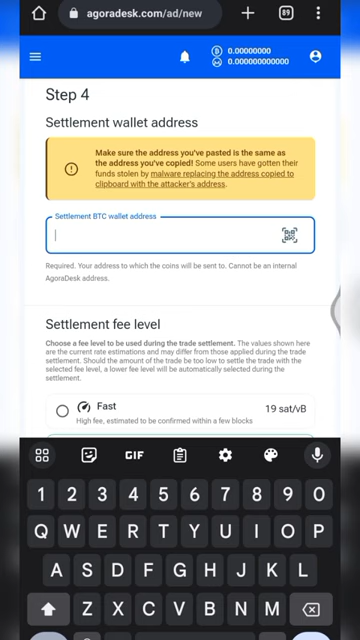 agoradesk.com/ad/new
89
0.00000000
0.000000000000
Step 4
Settlement wallet address
Make sure the address you've pasted is the same as
the address you've copied! Some users have gotten their
funds stolen by malware replacing the address copied to
clipboard with the attacker's address.
Settlement BTC wallet address
Required. Your address to which the coins will be sent to. Cannot be an internal
AgoraDesk address.
Settlement fee level
Choose a fee level to be used during the trade settlement. The values shown here
are the current rate estimations and may differ from those applied during the trade
settlement. Should the amount of the trade be too low to settle the trade with the
selected fee level, a lower fee level will be automatically selected during the
settlement.
Fast 19 sat/vB
High fee, estimated to be confirmed within a few blocks
GIF
1 2 3 4 5 6 7 8 9 0
Q W E R T Y U I O P
A S D F G H J K L
Z X C V B N M